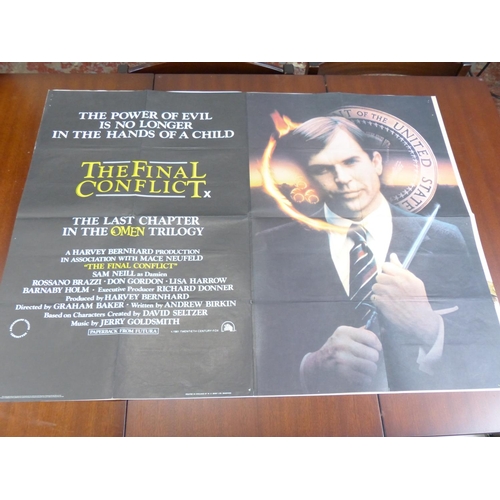 THE POWER OF EVIL
IS NO LONGER
IN THE HANDS OF A CHILD
THE FINAL
CONFLICT X
THE LAST CHAPTER
IN THE OMEN TRILOGY
A HARVEY BERNHARD PRODUCTION
IN ASSOCIATION WITH MACE NEUFELD
"THE FINAL CONFLICT"
SAM NEILL as Damien
ROSSANO BRAZZI · DON GORDON · LISA HARROW
BARNABY HOLM · Executive Producer RICHARD DONNER
Produced by HARVEY BERNHARD
Directed by GRAHAM BAKER · Written by ANDREW BIRKIN
Based on Characters Created by DAVID SELTZER
Music by JERRY GOLDSMITH
PAPERBACK FROM FUTURA
T OF THE UNITED STATE